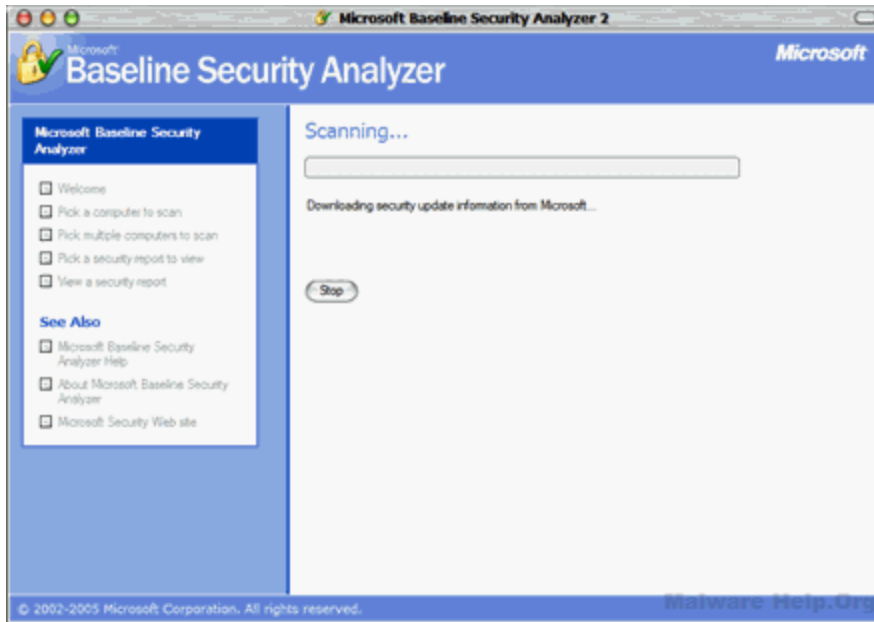 Microsoft Baseline Security Analyzer 2
Microsoft
Baseline Security Analyzer
Microsoft
Microsoft Baseline Security
Analyzer
Welcome
Pick a computer to scan
Pick multiple computers to scan
Pick a security report to view
View a security report
See Also
Microsoft Baseline Security
Analyzer Help
About Microsoft Baseline Security
Analyzer
Microsoft Security Web site
Scanning...
Downloading security update information from Microsoft...
Stop
© 2002-2005 Microsoft Corporation. All rights reserved.
Malware Help.Org